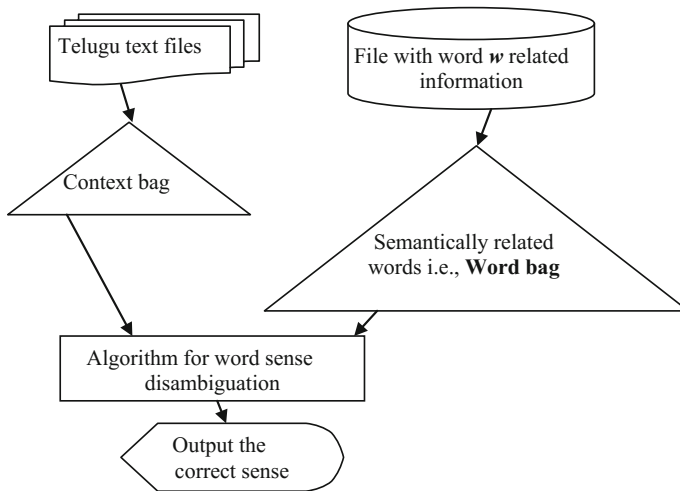 Telugu text files
File with word w related
information
Context bag
Semantically related
words i.e., Word bag
Algorithm for word sense
disambiguation
Output the
correct sense